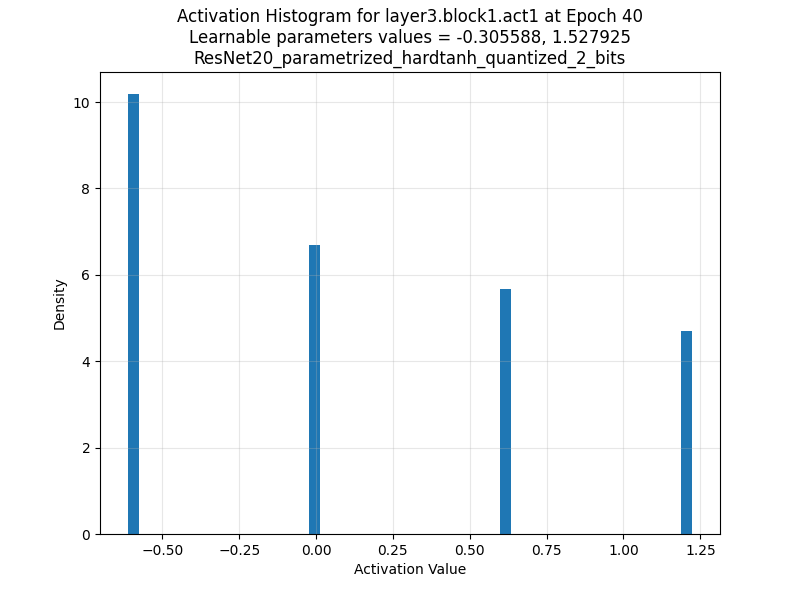 Activation Histogram for layer3.block1.act1 at Epoch 40
Learnable parameters values = -0.305588, 1.527925
ResNet20_parametrized_hardtanh_quantized_2_bits
10
8
6
4
2
0
Density
−0.50 −0.25 0.00 0.25 0.50 0.75 1.00 1.25
Activation Value